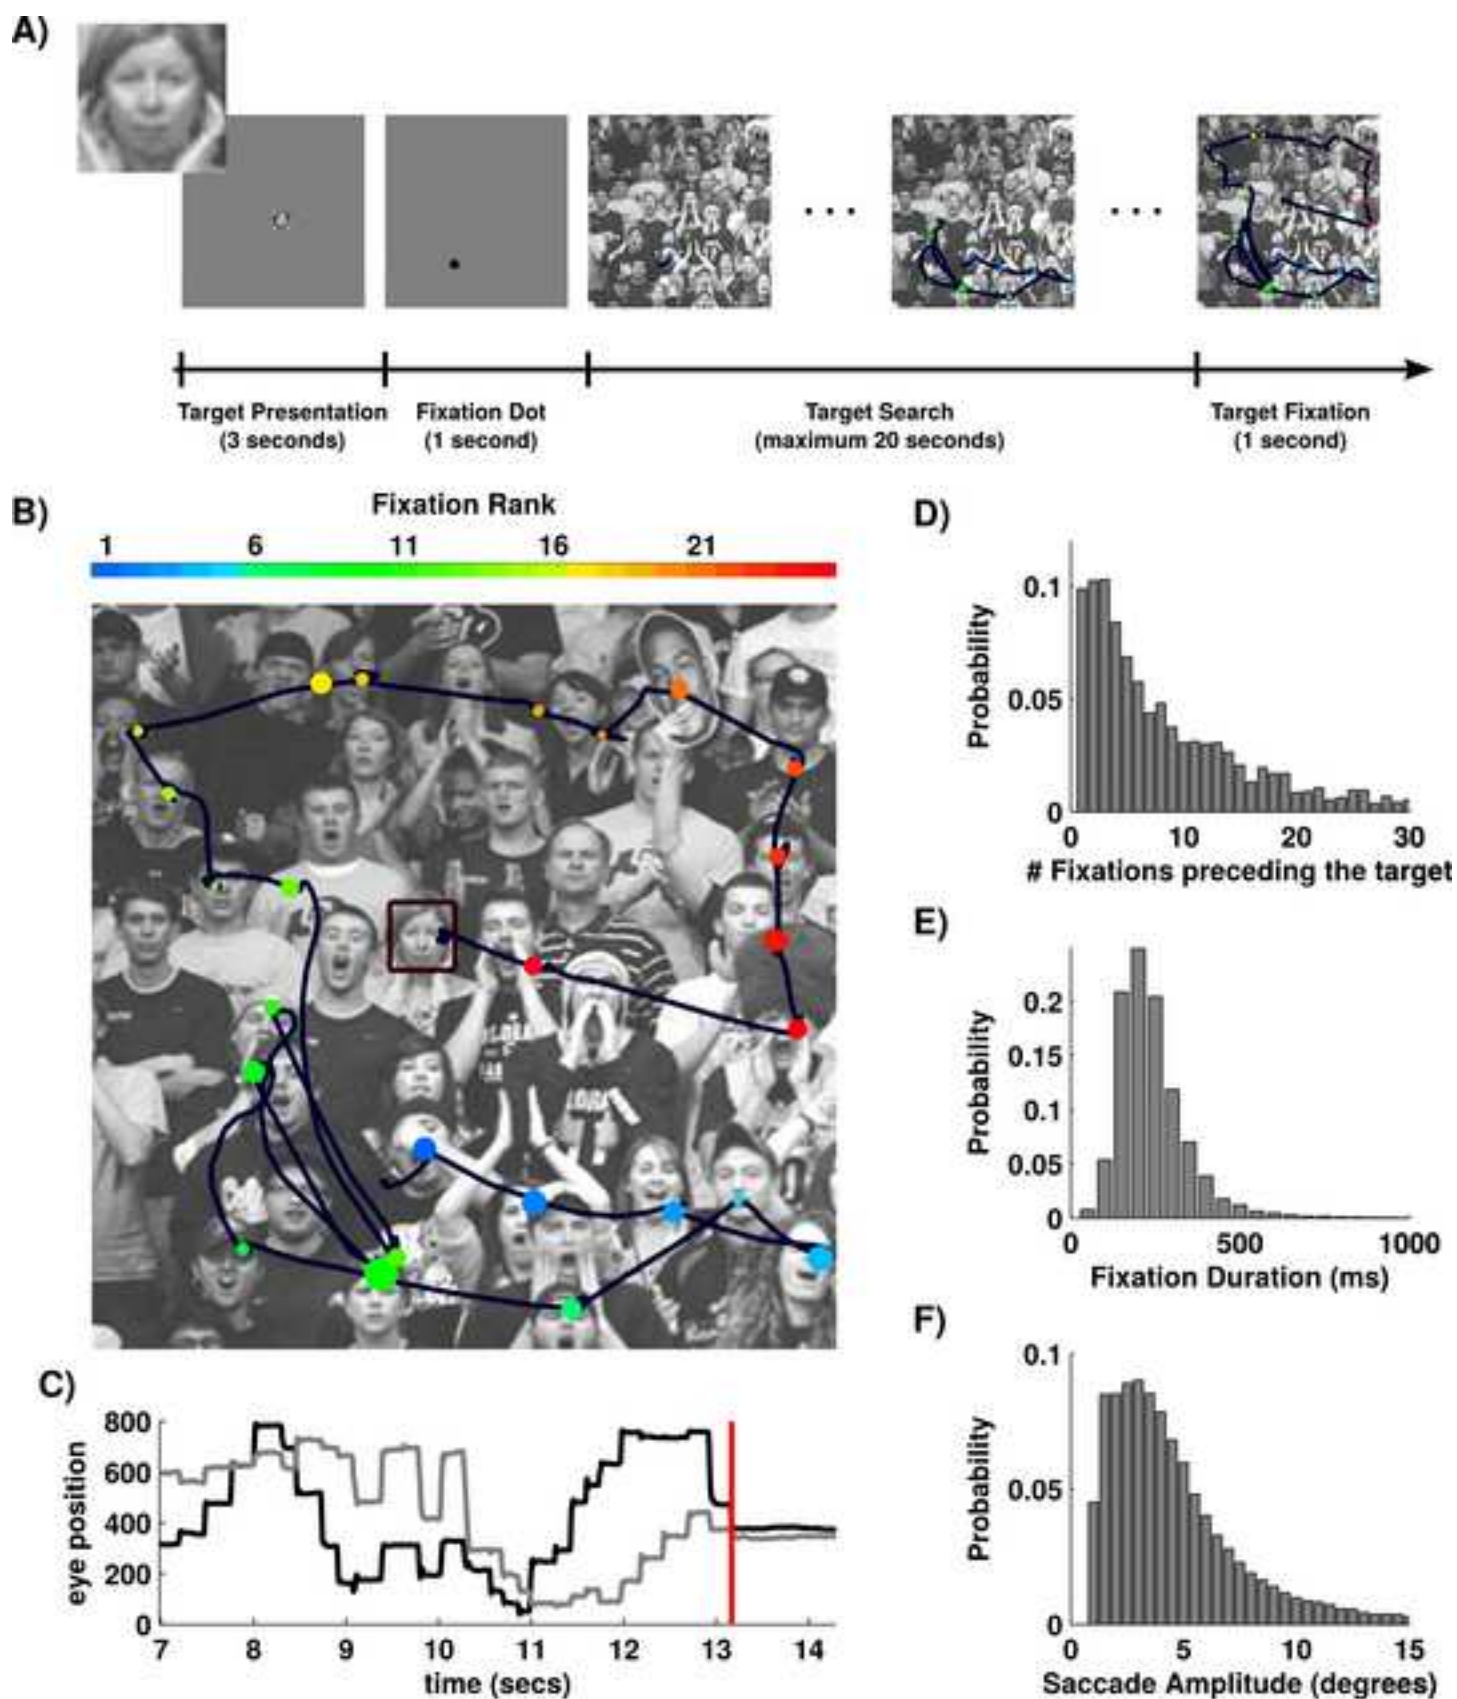 A)
Target Presentation
(3 seconds)
Fixation Dot
(1 second)
Target Search
(maximum 20 seconds)
Target Fixation
(1 second)
B)
Fixation Rank
1 6 11 16 21
C)
eye position
800
600
400
200
0
7 8 9 10 11 12 13 14
time (secs)
D)
Probability
0.1
0.05
0
0 10 20 30
# Fixations preceding the target
E)
Probability
0.2
0.15
0.1
0.05
0
0 500 1000
Fixation Duration (ms)
F)
Probability
0.1
0.05
0
0 5 10 15
Saccade Amplitude (degrees)